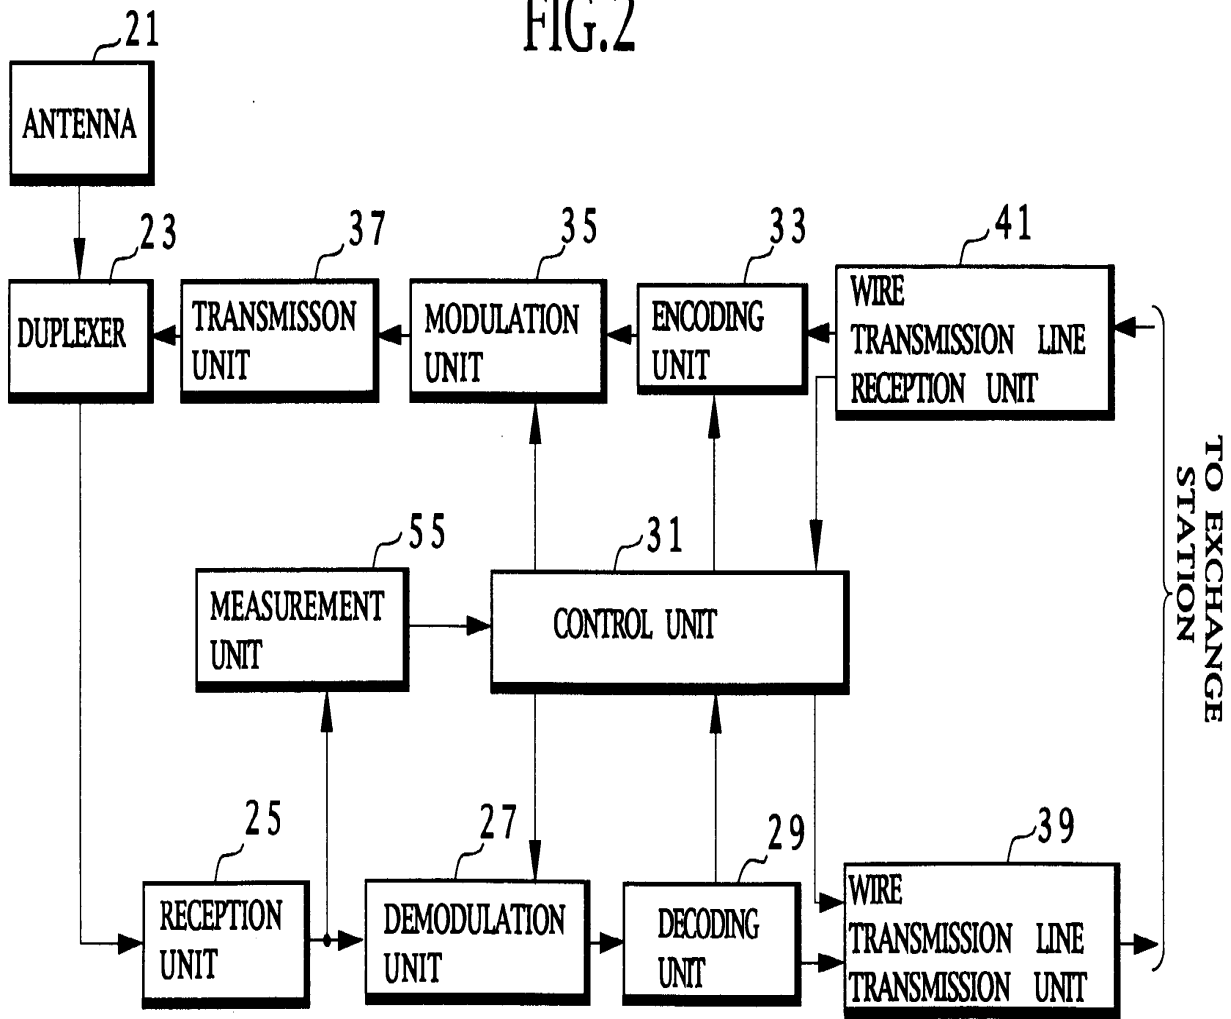 FIG.2
21
ANTENNA
23
DUPLEXER
37
TRANSMISSON
UNIT
35
MODULATION
UNIT
33
ENCODING
UNIT
41
WIRE
TRANSMISSION LINE
RECEPTION UNIT
TO EXCHANGE
STATION
55
MEASUREMENT
UNIT
31
CONTROL UNIT
25
RECEPTION
UNIT
27
DEMODULATION
UNIT
29
DECODING
UNIT
39
WIRE
TRANSMISSION LINE
TRANSMISSION UNIT